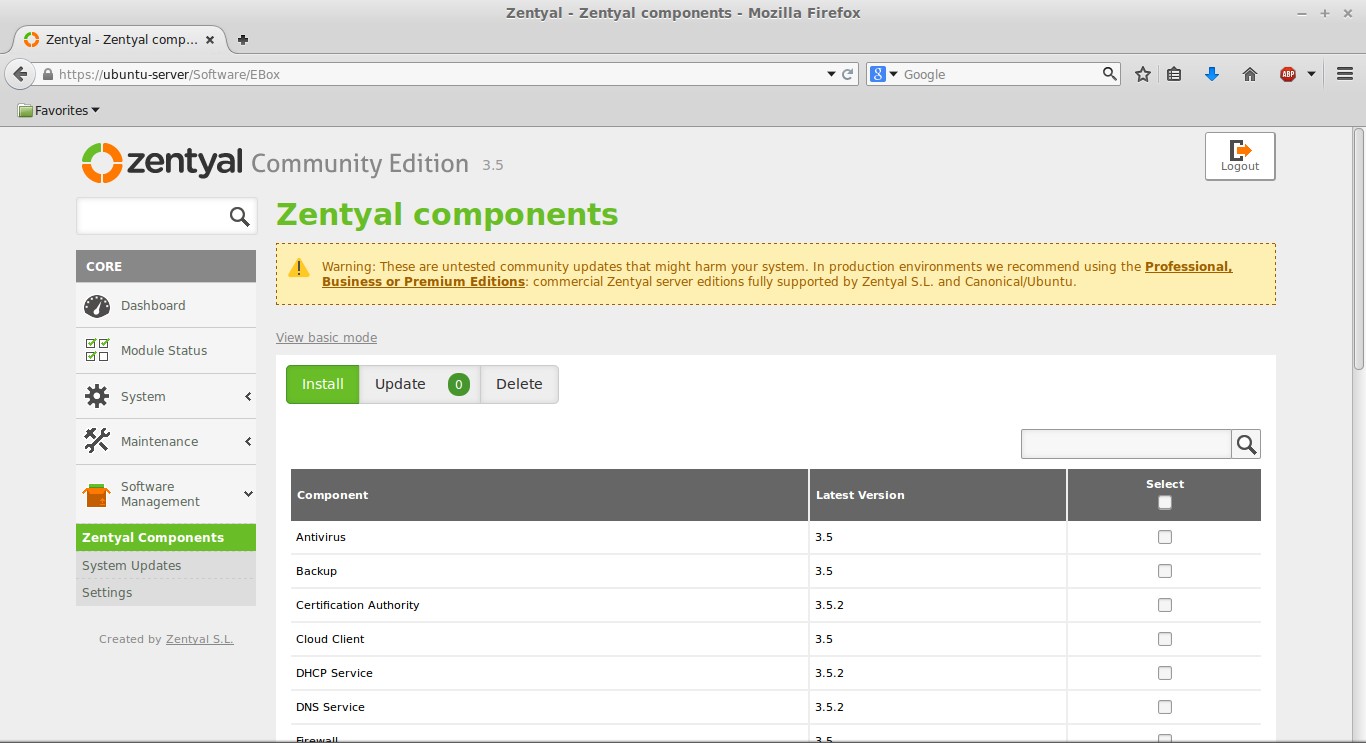 Zentyal - Zentyal components - Mozilla Firefox
Zentyal - Zentyal comp...
https://ubuntu-server/Software/EBox
Google
ABP
Favorites
zentyal Community Edition 3.5
Logout
Zentyal components
Warning: These are untested community updates that might harm your system. In production environments we recommend using the Professional,
Business or Premium Editions: commercial Zentyal server editions fully supported by Zentyal S.L. and Canonical/Ubuntu.
CORE
Dashboard
Module Status
System
Maintenance
Software
Management
Zentyal Components
System Updates
Settings
Created by Zentyal S.L.
View basic mode
Install Update 0 Delete
Component Latest Version Select
Antivirus 3.5
Backup 3.5
Certification Authority 3.5.2
Cloud Client 3.5
DHCP Service 3.5.2
DNS Service 3.5.2
Firewall 3.5